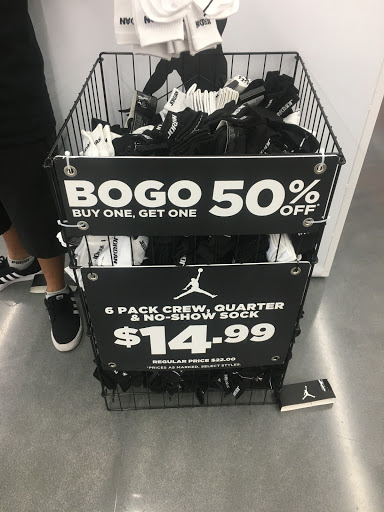 JORDAN
BOGO 50% OFF*
BUY ONE, GET ONE
6 PACK CREW, QUARTER
& NO-SHOW SOCK
$14.99
REGULAR PRICE $22.00
*PRICES AS MARKED. SELECT STYLES.